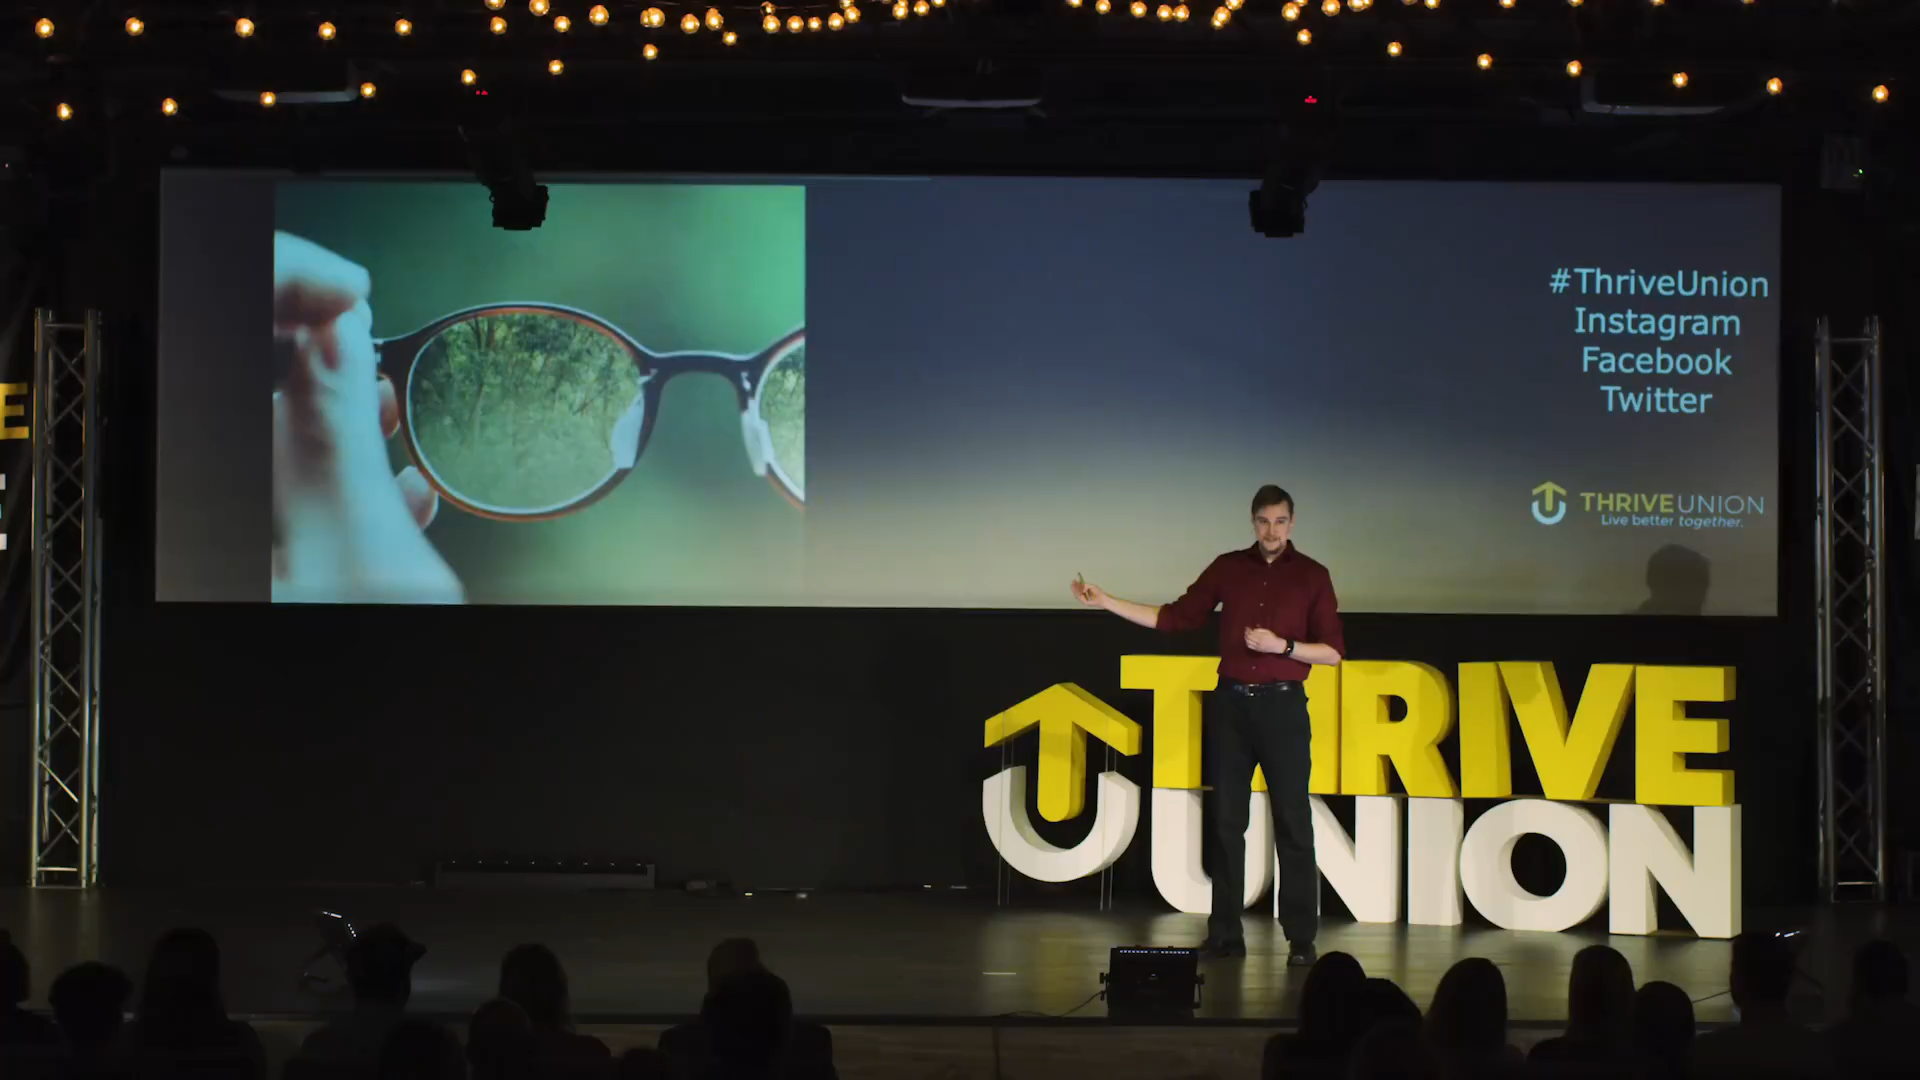 #ThriveUnion
Instagram
Facebook
Twitter
THRIVEUNION
Live better together.
THRIVE
UNION
E
E